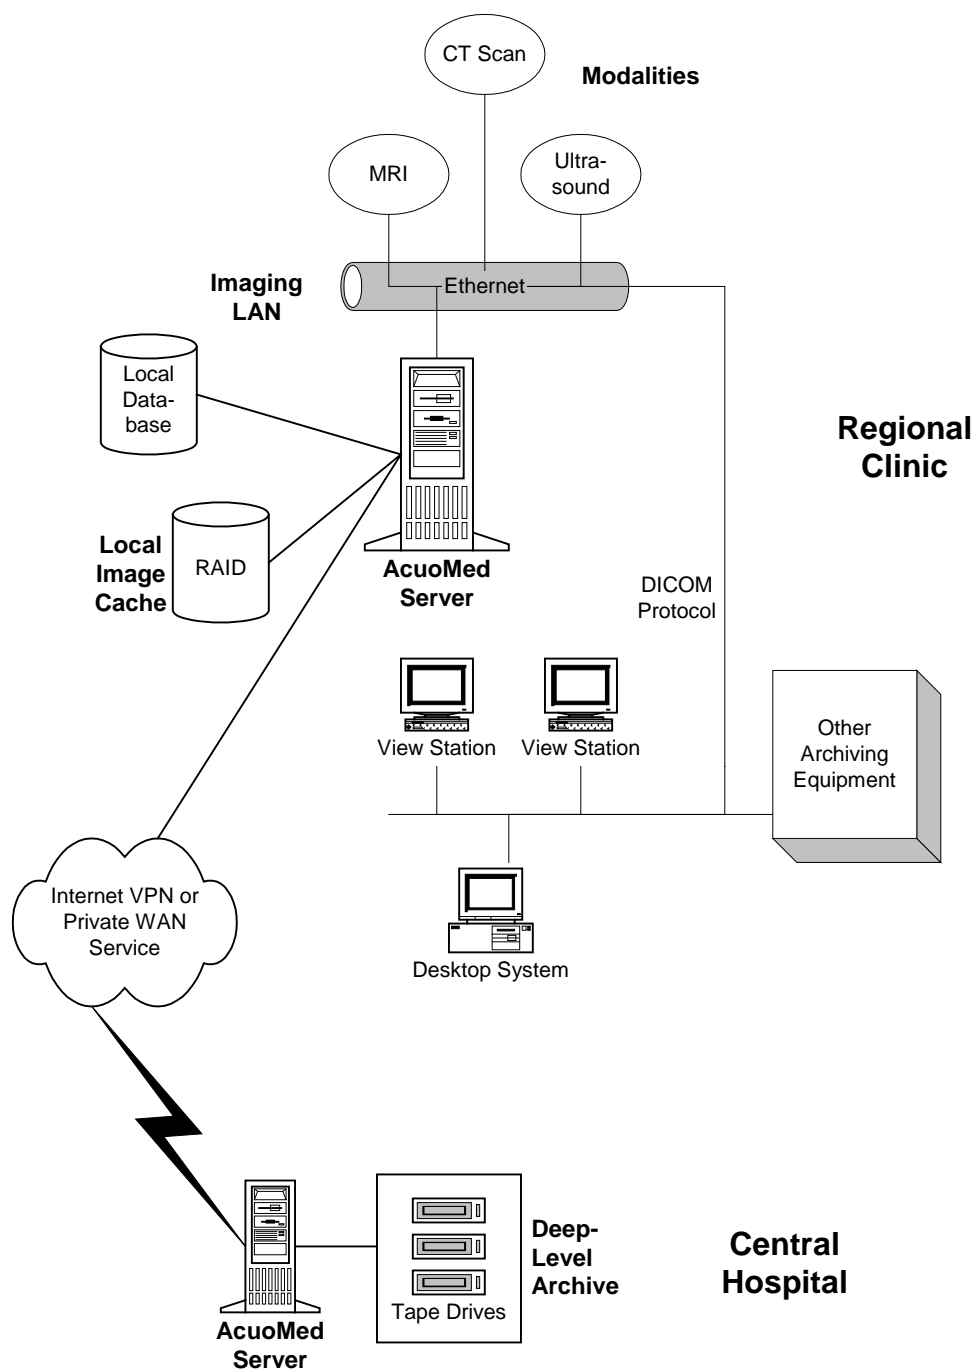 CT Scan
Modalities
MRI
Ultra-
sound
Imaging
LAN
Ethernet
Local
Data-
base
Regional
Clinic
Local
Image
Cache
RAID
AcuoMed
Server
DICOM
Protocol
View Station
View Station
Other
Archiving
Equipment
Internet VPN or
Private WAN
Service
Desktop System
Deep-
Level
Archive
Tape Drives
Central
Hospital
AcuoMed
Server